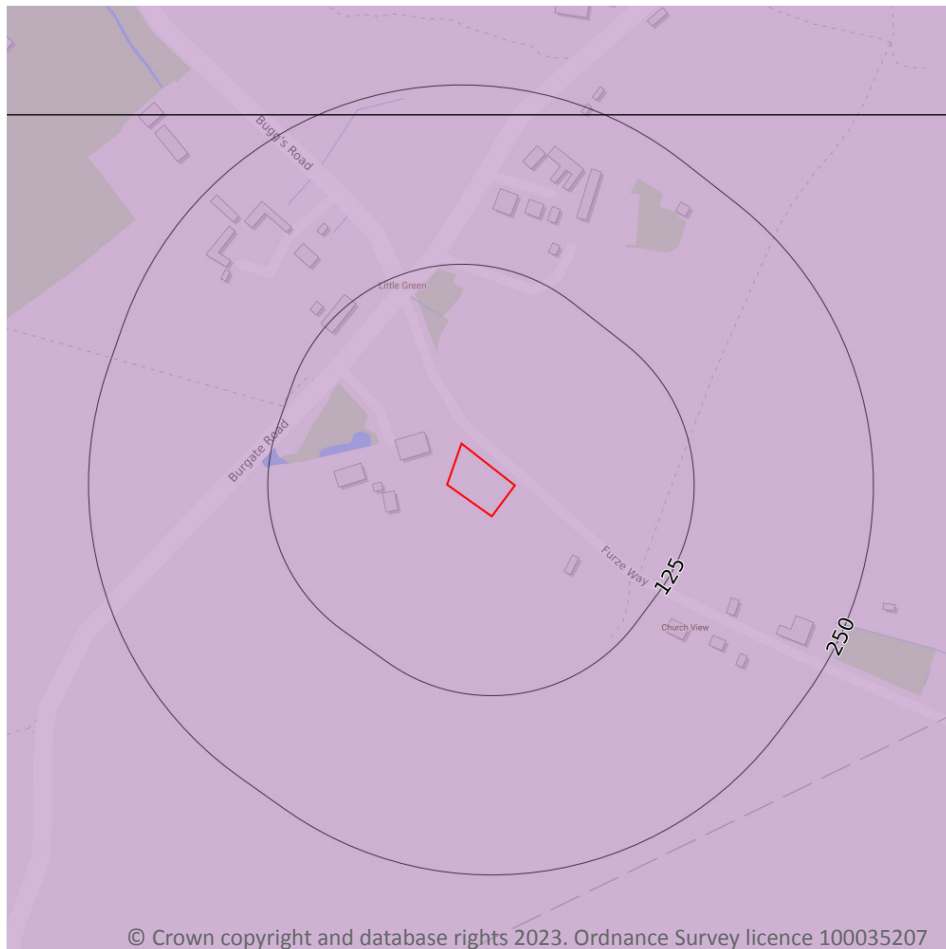 Bugg's Road
Little Green
Burgate Road
Furze Way
125
Church View
250
© Crown copyright and database rights 2023. Ordnance Survey licence 100035207